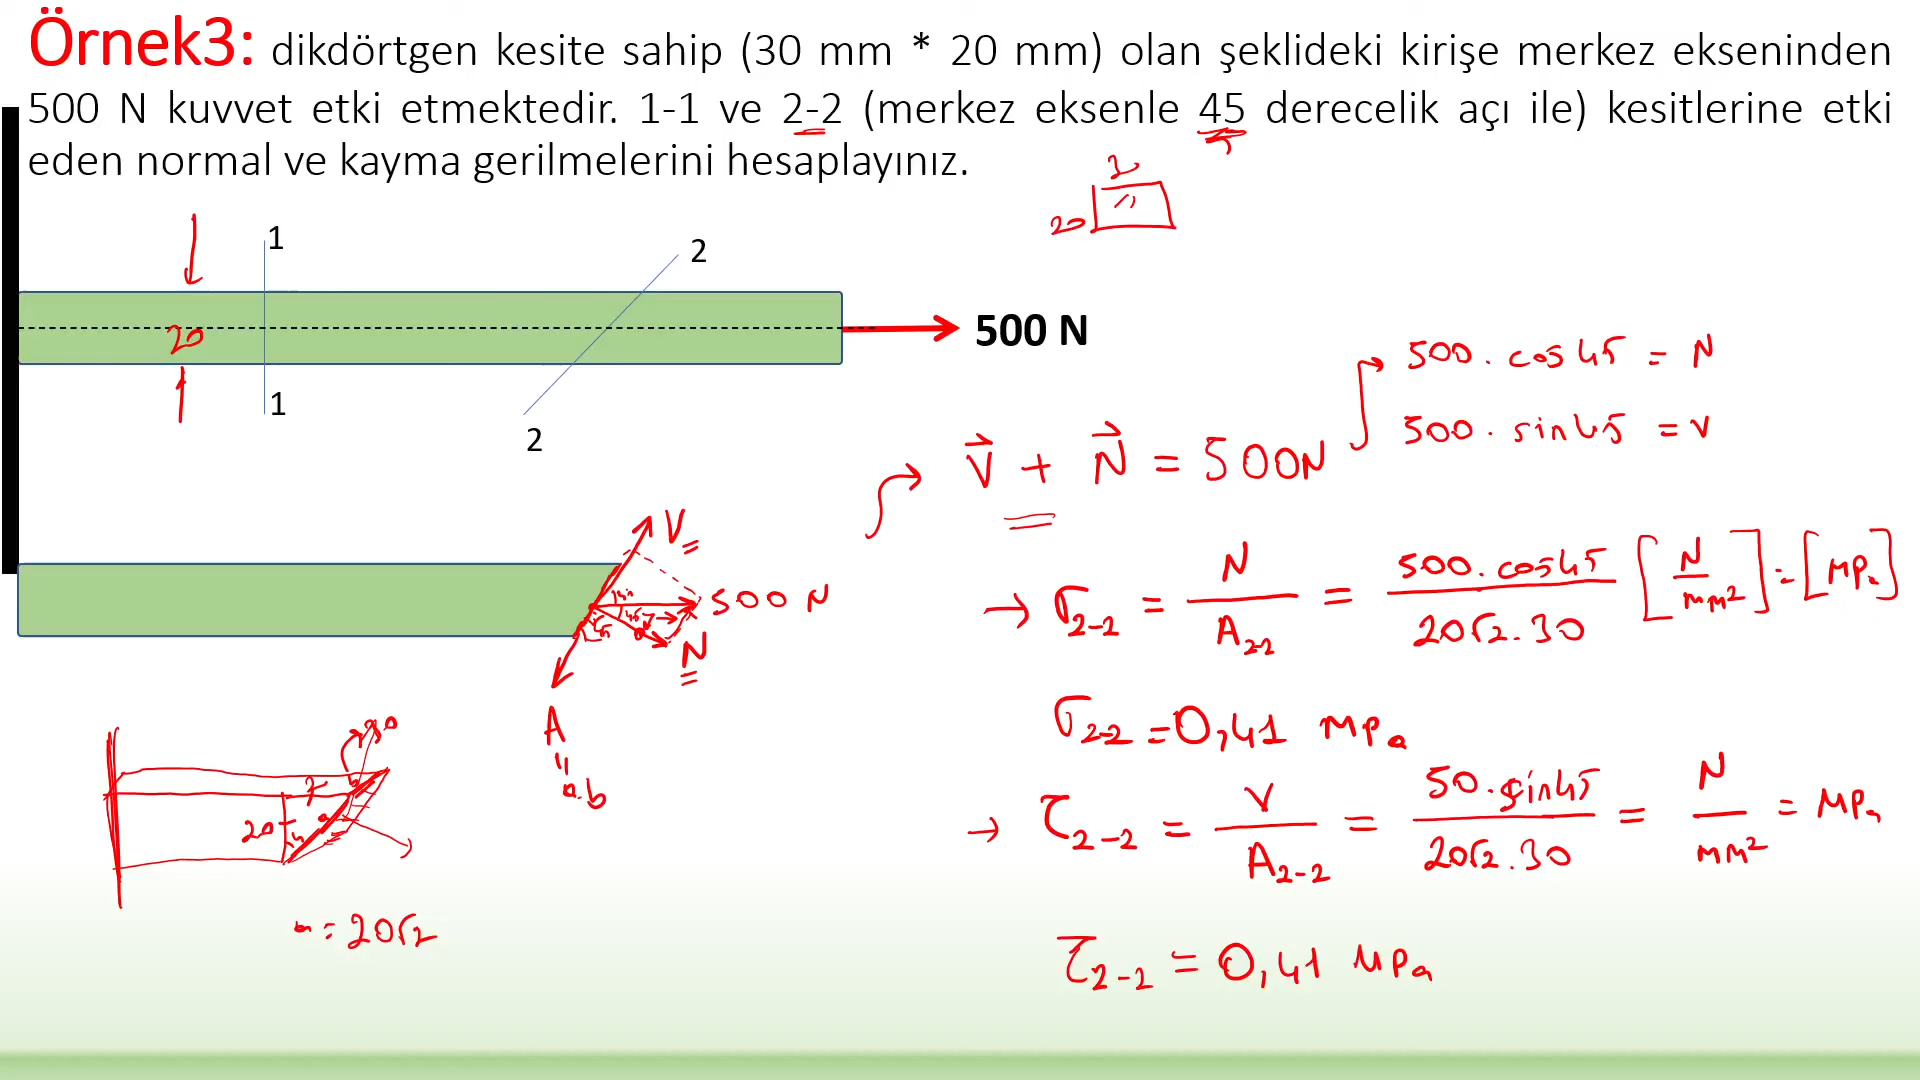 Örnek3: dikdörtgen kesite sahip (30 mm * 20 mm) olan şeklideki kirişe merkez ekseninden
500 N kuvvet etki etmektedir. 1-1 ve 2-2 (merkez eksenle 45 derecelik açı ile) kesitlerine etki
eden normal ve kayma gerilmelerini hesaplayınız.
20
1
2
20
500 N
1
2
500 . cos45 = N
500 . sin45 = V
V + N = 500N
V
500 N
N
A
a.b
σ2-2 = N / A2-2 = 500.cos45 / 20√2.30 [N/mm²] = [MPa]
σ2-2 = 0,41 MPa
τ2-2 = V / A2-2 = 50.sin45 / 20√2.30 = N / mm² = MPa
τ2-2 = 0,41 MPa
30
b
20
a
= 20√2